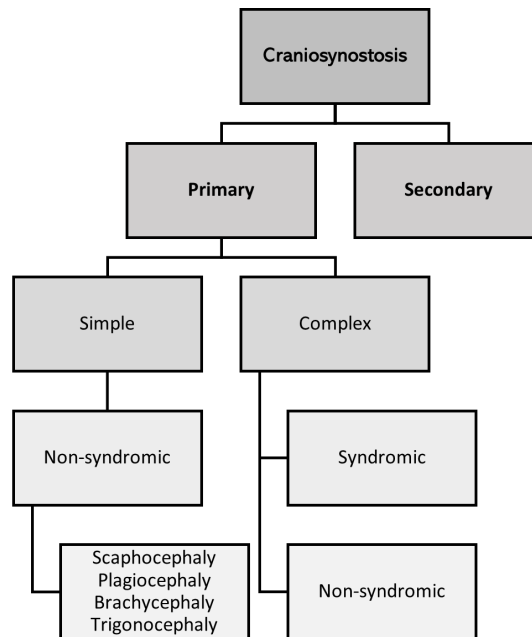 Craniosynostosis
Primary
Secondary
Simple
Complex
Non-syndromic
Syndromic
Scaphocephaly
Plagiocephaly
Brachycephaly
Trigonocephaly
Non-syndromic